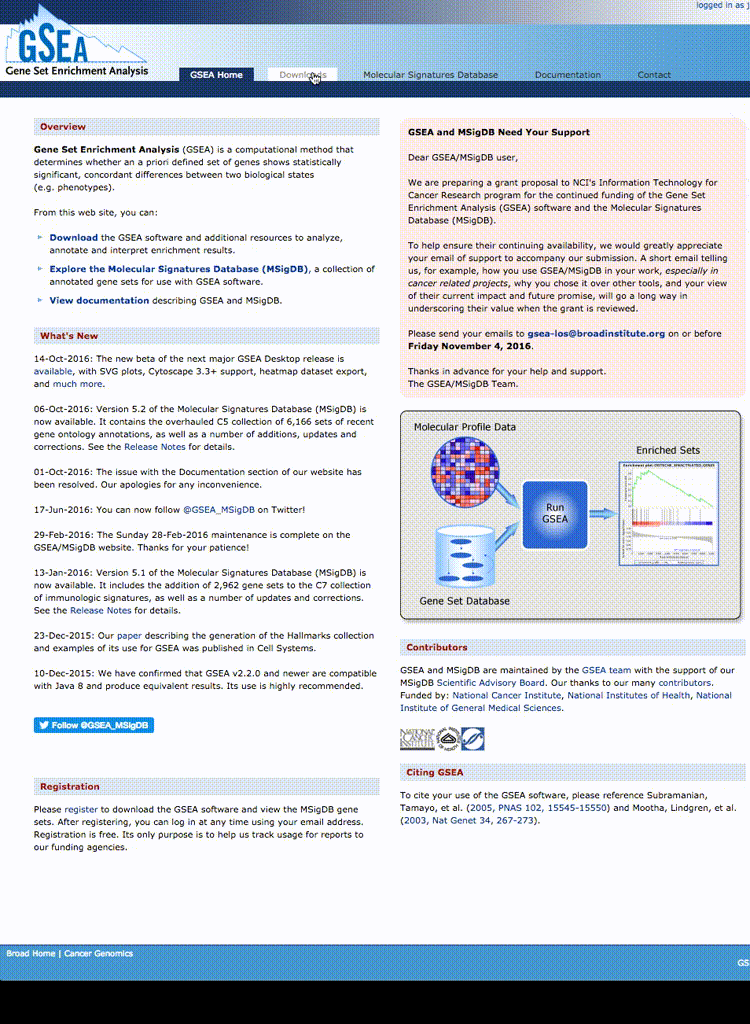 logged in as j
GSEA
Gene Set Enrichment Analysis
GSEA Home
Downloads
Molecular Signatures Database
Documentation
Contact
Overview
Gene Set Enrichment Analysis (GSEA) is a computational method that
determines whether an a priori defined set of genes shows statistically
significant, concordant differences between two biological states
(e.g. phenotypes).
From this web site, you can:
Download the GSEA software and additional resources to analyze,
annotate and interpret enrichment results.
Explore the Molecular Signatures Database (MSigDB), a collection of
annotated gene sets for use with GSEA software.
View documentation describing GSEA and MSigDB.
What's New
14-Oct-2016: The new beta of the next major GSEA Desktop release is
available, with SVG plots, Cytoscape 3.3+ support, heatmap dataset export,
and much more.
06-Oct-2016: Version 5.2 of the Molecular Signatures Database (MSigDB) is
now available. It contains the overhauled C5 collection of 6,166 sets of recent
gene ontology annotations, as well as a number of additions, updates and
corrections. See the Release Notes for details.
01-Oct-2016: The issue with the Documentation section of our website has
been resolved. Our apologies for any inconvenience.
17-Jun-2016: You can now follow @GSEA_MSigDB on Twitter!
29-Feb-2016: The Sunday 28-Feb-2016 maintenance is complete on the
GSEA/MSigDB website. Thanks for your patience!
13-Jan-2016: Version 5.1 of the Molecular Signatures Database (MSigDB) is
now available. It includes the addition of 2,962 gene sets to the C7 collection
of immunologic signatures, as well as a number of updates and corrections.
See the Release Notes for details.
23-Dec-2015: Our paper describing the generation of the Hallmarks collection
and examples of its use for GSEA was published in Cell Systems.
10-Dec-2015: We have confirmed that GSEA v2.2.0 and newer are compatible
with Java 8 and produce equivalent results. Its use is highly recommended.
Follow @GSEA_MSigDB
Registration
Please register to download the GSEA software and view the MSigDB gene
sets. After registering, you can log in at any time using your email address.
Registration is free. Its only purpose is to help us track usage for reports to
our funding agencies.
GSEA and MSigDB Need Your Support
Dear GSEA/MSigDB user,
We are preparing a grant proposal to NCI's Information Technology for
Cancer Research program for the continued funding of the Gene Set
Enrichment Analysis (GSEA) software and the Molecular Signatures
Database (MSigDB).
To help ensure their continuing availability, we would greatly appreciate
your email of support to accompany our submission. A short email telling
us, for example, how you use GSEA/MSigDB in your work, especially in
cancer related projects, why you chose it over other tools, and your view
of their current impact and future promise, will go a long way in
underscoring their value when the grant is reviewed.
Please send your emails to gsea-los@broadinstitute.org on or before
Friday November 4, 2016.
Thanks in advance for your help and support.
The GSEA/MSigDB Team.
Molecular Profile Data
Enriched Sets
Run
GSEA
Gene Set Database
Contributors
GSEA and MSigDB are maintained by the GSEA team with the support of our
MSigDB Scientific Advisory Board. Our thanks to our many contributors.
Funded by: National Cancer Institute, National Institutes of Health, National
Institute of General Medical Sciences.
NATIONAL
CANCER
INSTITUTE
Citing GSEA
To cite your use of the GSEA software, please reference Subramanian,
Tamayo, et al. (2005, PNAS 102, 15545-15550) and Mootha, Lindgren, et al.
(2003, Nat Genet 34, 267-273).
Broad Home | Cancer Genomics
GS